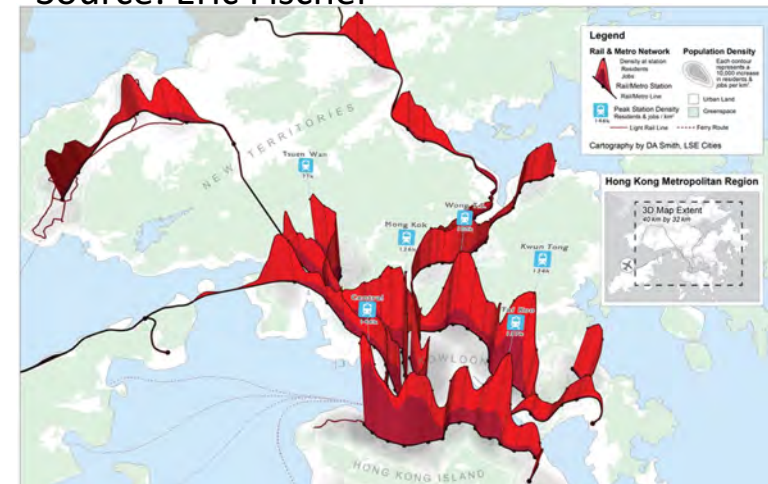 Source: Eric Fischer
Legend
Rail & Metro Network
Density at station
Residents
Jobs
Rail/Metro Station
Rail/Metro Line
Peak Station Density
Residents & jobs / km²
Light Rail Line
Population Density
Each contour
represents a
10,000 increase
in residents &
jobs per km²
Urban Land
Greenspace
Ferry Route
Cartography by DA Smith, LSE Cities
Hong Kong Metropolitan Region
3D Map Extent
40 km by 32 km
NEW TERRITORIES
Tsuen Wan
Hong Kok
Kwun Tong
Central
HONG KONG ISLAND